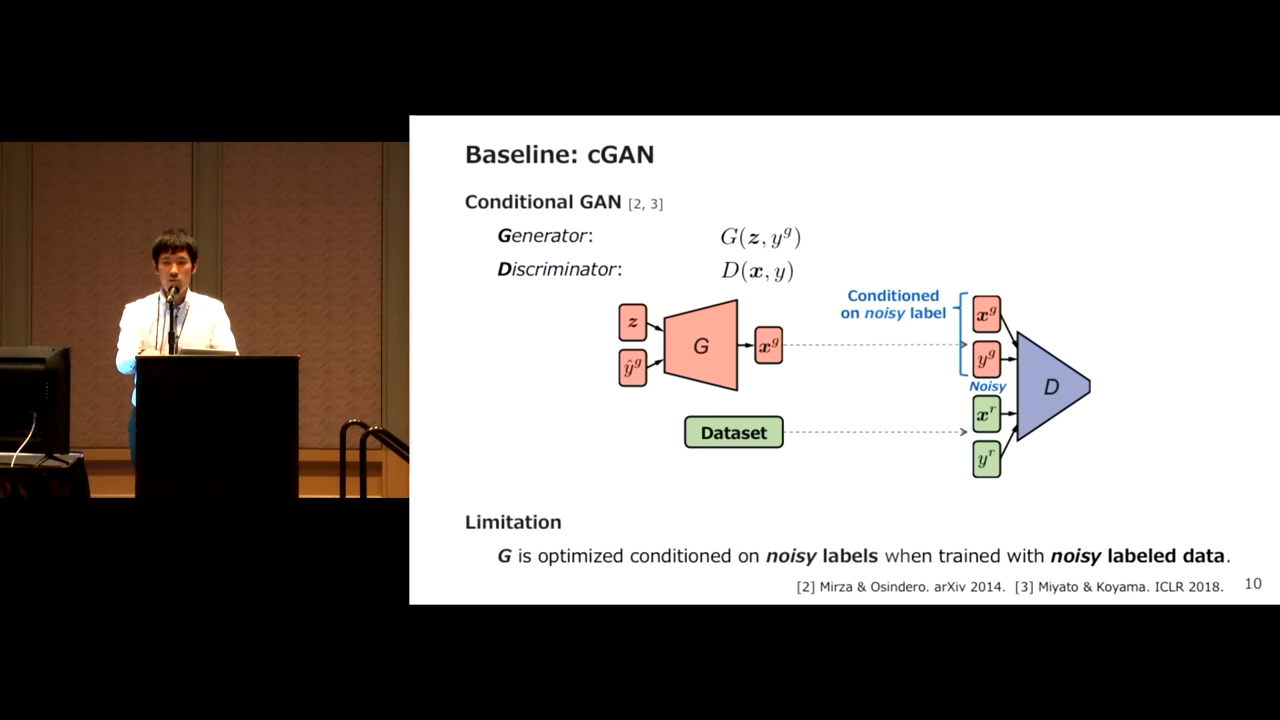 Baseline: cGAN
Conditional GAN [2, 3]
Generator: G(z, y^g)
Discriminator: D(x, y)
Conditioned
on noisy label
z
ŷ^g
G
x^g
x^g
y^g
Noisy
x^r
y^r
D
Dataset
Limitation
G is optimized conditioned on noisy labels when trained with noisy labeled data.
[2] Mirza & Osindero. arXiv 2014. [3] Miyato & Koyama. ICLR 2018. 10